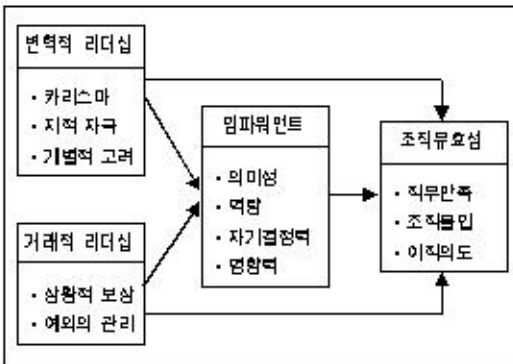 변혁적 리더십
· 카리스마
· 지적 자극
· 개별적 고려
거래적 리더십
· 상황적 보상
· 예외의 관리
임파워먼트
· 의미성
· 역량
· 자기결정력
· 영향력
조직유효성
· 직무만족
· 조직몰입
· 이직의도